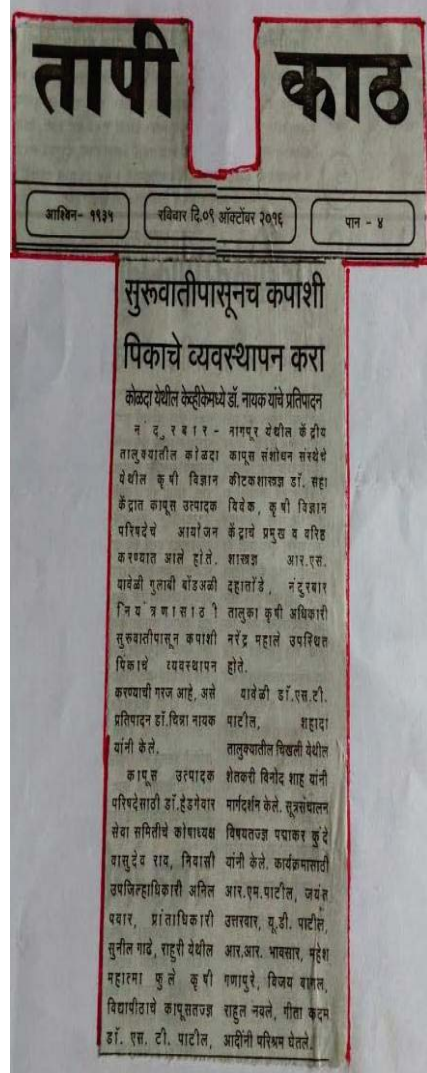 तापी काठ
आश्विन- १९३५
रविवार दि.०९ ऑक्टोंबर २०१६
पान - ४
सुरूवातीपासूनच कपाशी
पिकाचे व्यवस्थापन करा
कोळदा येथील केव्हीकेमध्ये डॉ. नायक यांचे प्रतिपादन
नंदुरबार-
तालुक्यातील कोळदा
येथील कृषी विज्ञान
केंद्रात कापूस उत्पादक
परिषदेचे आयोजन
करण्यात आले होते.
यावेळी गुलाबी बोंडअळी
नियंत्रणासाठी
सुरूवातीपासून कपाशी
पिकाचे व्यवस्थापन
करण्याची गरज आहे, असे
प्रतिपादन डॉ.चिन्ना नायक
यांनी केले.
कापूस उत्पादक
परिषदेसाठी डॉ.हेडगेवार
सेवा समितीचे कोषाध्यक्ष
वासुदेव राव, निवासी
उपजिल्हाधिकारी अनिल
पवार, प्रांताधिकारी
सुनील गाढे, राहुरी येथील
महात्मा फुले कृषी
विद्यापीठाचे कापूसतज्ज्ञ
डॉ. एस. टी. पाटील,
नागपूर येथील केंद्रीय
कापूस संशोधन संस्थेचे
कीटकशास्त्रज्ञ डॉ. सहा
विवेक, कृषी विज्ञान
केंद्राचे प्रमुख व वरिष्ठ
शास्त्रज्ञ आर.एस.
दहातोंडे, नंदुरबार
तालुका कृषी अधिकारी
नरेंद्र महाले उपस्थित
होते.
यावेळी डॉ.एस.टी.
पाटील, शहादा
तालुक्यातील चिखली येथील
शेतकरी विनोद शाह यांनी
मार्गदर्शन केले. सूत्रसंचालन
विषयतज्ज्ञ पद्माकर कुंदे
यांनी केले. कार्यक्रमासाठी
आर.एम.पाटील, जयंत
उत्तरवार, यू.डी. पाटील,
आर.आर. भावसार, महेश
गणापुरे, विजय बागल,
राहुल नवले, गीता कदम
आदींनी परिश्रम घेतले.